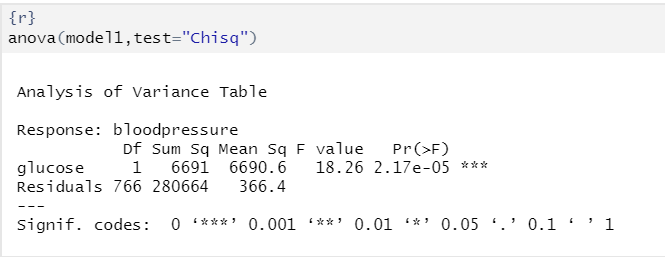 {r}
anova(model1,test="Chisq")
Analysis of Variance Table
Response: bloodpressure
Df Sum Sq Mean Sq F value Pr(>F)
glucose 1 6691 6690.6 18.26 2.17e-05 ***
Residuals 766 280664 366.4
---
Signif. codes: 0 ‘***’ 0.001 ‘**’ 0.01 ‘*’ 0.05 ‘.’ 0.1 ‘ ’ 1